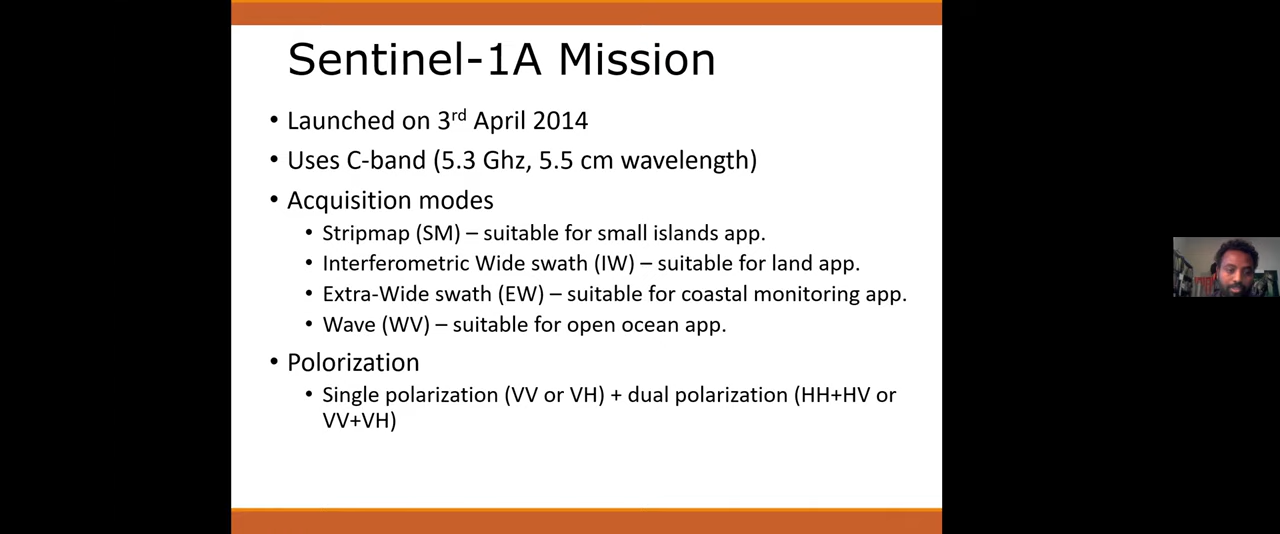 Sentinel-1A Mission
• Launched on 3rd April 2014
• Uses C-band (5.3 Ghz, 5.5 cm wavelength)
• Acquisition modes
• Stripmap (SM) – suitable for small islands app.
• Interferometric Wide swath (IW) – suitable for land app.
• Extra-Wide swath (EW) – suitable for coastal monitoring app.
• Wave (WV) – suitable for open ocean app.
• Polorization
• Single polarization (VV or VH) + dual polarization (HH+HV or
VV+VH)